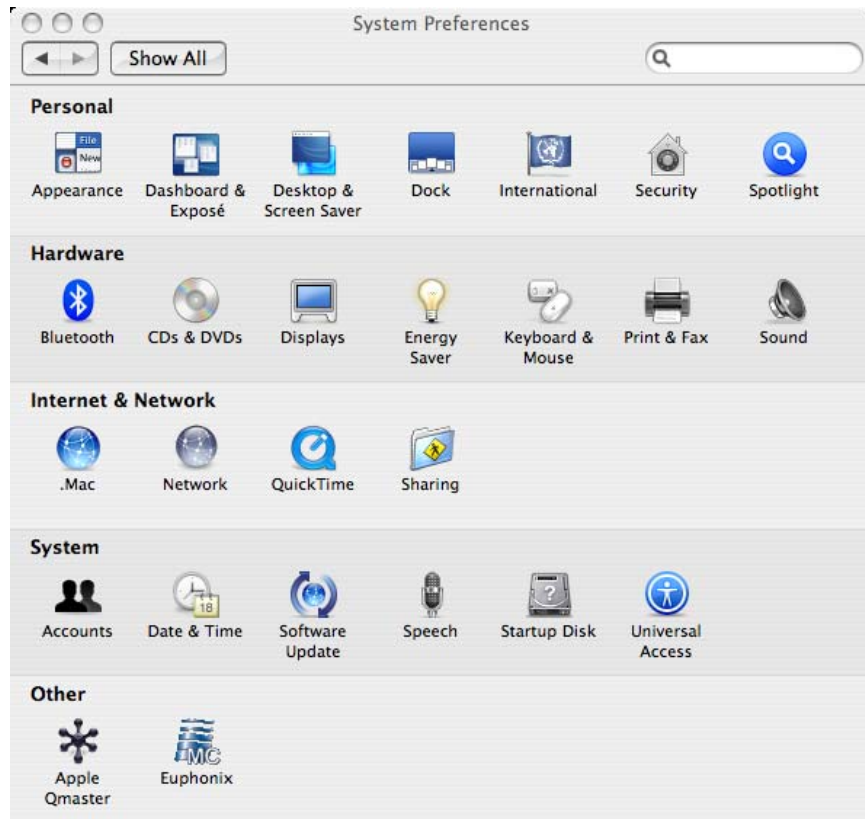 System Preferences
Show All
Personal
File
New
Appearance
Dashboard &
Exposé
Desktop &
Screen Saver
Dock
International
Security
Spotlight
Hardware
Bluetooth
CDs & DVDs
Displays
Energy
Saver
Keyboard &
Mouse
Print & Fax
Sound
Internet & Network
.Mac
Network
QuickTime
Sharing
System
18
?
Accounts
Date & Time
Software
Update
Speech
Startup Disk
Universal
Access
Other
MC
Apple
Qmaster
Euphonix